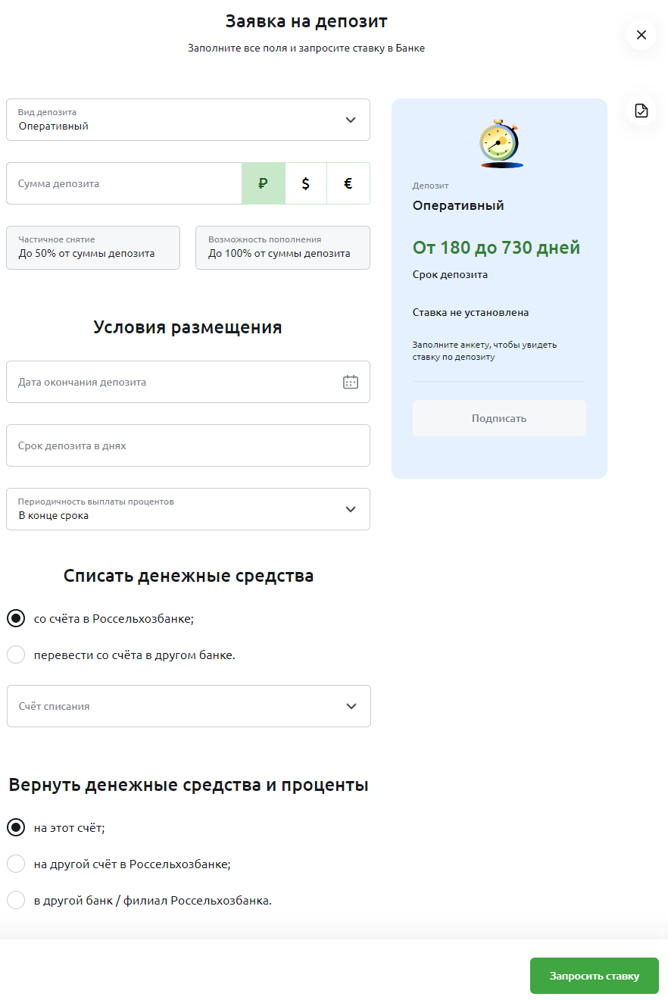 Заявка на депозит
Заполните все поля и запросите ставку в Банке
Вид депозита
Оперативный
Сумма депозита
₽ $ €
Частичное снятие
До 50% от суммы депозита
Возможность пополнения
До 100% от суммы депозита
Условия размещения
Дата окончания депозита
Срок депозита в днях
Периодичность выплаты процентов
В конце срока
Списать денежные средства
со счёта в Россельхозбанке;
перевести со счёта в другом банке.
Счёт списания
Вернуть денежные средства и проценты
на этот счёт;
на другой счёт в Россельхозбанке;
в другой банк / филиал Россельхозбанка.
Депозит
Оперативный
От 180 до 730 дней
Срок депозита
Ставка не установлена
Заполните анкету, чтобы увидеть
ставку по депозиту
Подписать
Запросить ставку